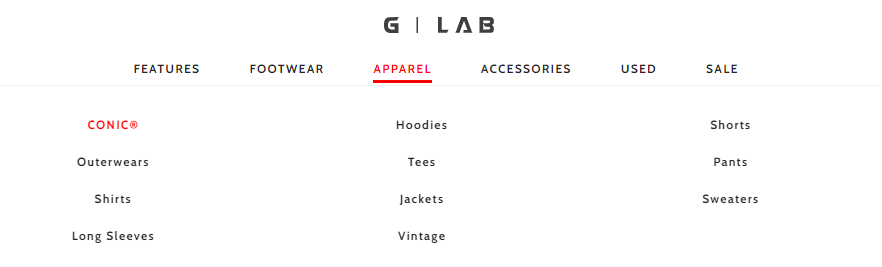 G | LAB
FEATURES FOOTWEAR APPAREL ACCESSORIES USED SALE
CONIC® Hoodies Shorts
Outerwears Tees Pants
Shirts Jackets Sweaters
Long Sleeves Vintage